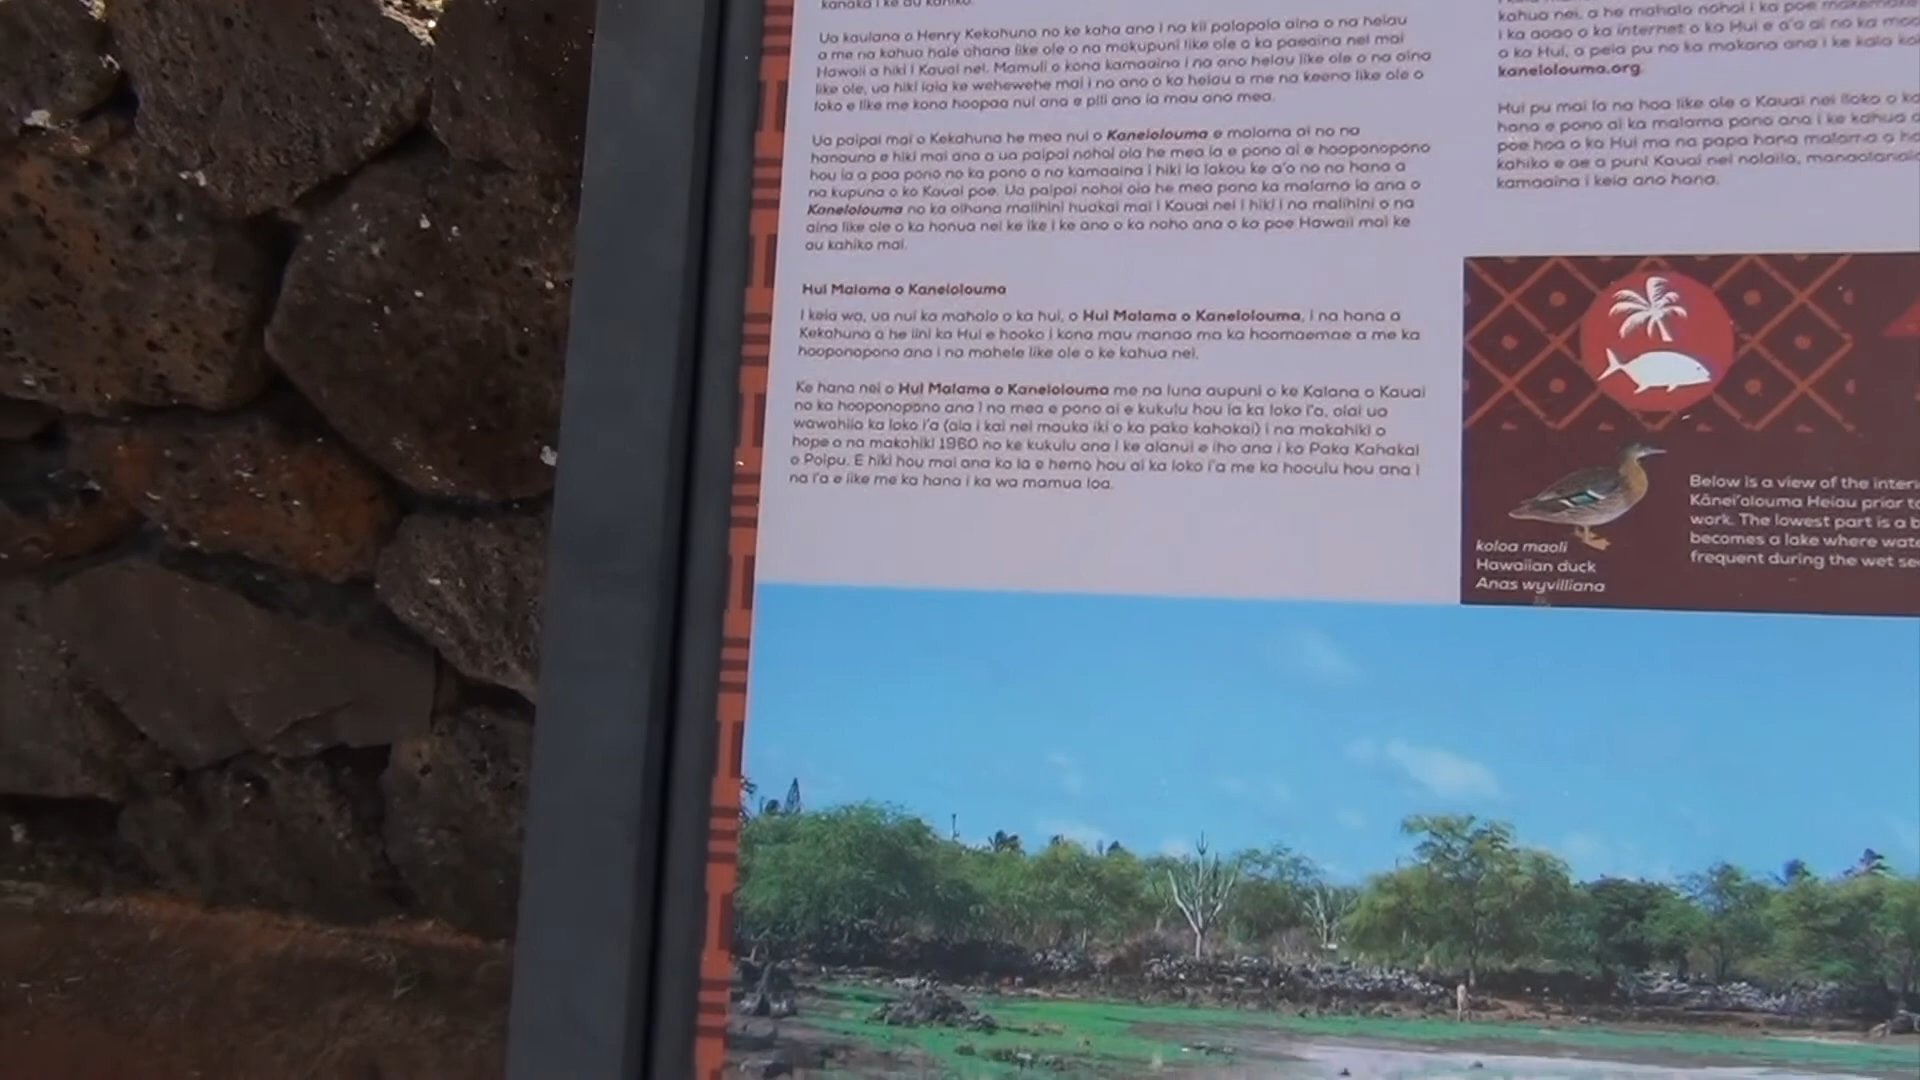 kanaka i ke au kahiko.
Ua kaulana o Henry Kekahuna no ke kaha ana i na kii palapala aina o na heiau
a me na kahua hale ohana like ole o na mokupuni like ole o ka paeaina nei mai
Hawaii a hiki i Kauai nei. Mamuli o kona kamaaina i na ano heiau like ole o na aina
like ole, ua hiki iaia ke wehewehe mai i na ano o ka heiau a me na keena like ole o
loko e like me kona hoopaa nui ana e pili ana ia mau ano mea.
Ua paipai mai o Kekahuna he mea nui o Kaneiolouma e malama ai no na
hanauna e hiki mai ana a ua paipai nohoi oia he mea ia e pono ai e hooponopono
hou ia a paa pono no ka pono o na kamaaina i hiki ia lakou ke a'o no na hana a
na kupuna o ko Kauai poe. Ua paipai nohoi oia he mea pono ka malama ia ana o
Kaneiolouma no ka oihana malihini huakai mai i Kauai nei i hiki i na malihini o na
aina like ole o ka honua nei ke ike i ke ano o ka noho ana o ka poe Hawaii mai ke
au kahiko mai.
Hui Malama o Kaneiolouma
I keia wa, ua nui ka mahalo o ka hui, o Hui Malama o Kaneiolouma, i na hana a
Kekahuna a he iini ka Hui e hooko i kona mau manao ma ka hoomaemae a me ka
hooponopono ana i na mahele like ole o ke kahua nei.
Ke hana nei o Hui Malama o Kaneiolouma me na luna aupuni o ke Kalana o Kauai
no ka hooponopono ana i na mea e pono ai e kukulu hou ia ka loko i'a, oiai ua
wawahiia ka loko i'a (aia i kai nei mauka iki o ka pako kahakai) i na makahiki o
hope o na makahiki 1960 no ke kukulu ana i ke alanui e iho ana i ka Paka Kahakai
o Poipu. E hiki hou mai ana ka la e hemo hou ai ka loko i'a me ka hooulu hou ana i
na i'a e like me ka hana i ka wa mamua loa.
kahua nei, a he mahalo nohoi i ka poe
i ka aoao o ka internet o ka Hui e a'o ai no ka
a ka Hui, a peia pu no ka makana ana i ke kala
kaneiolouma.org.
Hui pu mai la na hoa like ole o Kauai nei iloko o
hana e pono ai ka malama pono ana i ke kahua
poe hoa o ka Hui ma na papa hana malama a
kahiko e ae a puni Kauai nei nolaila,
kamaaina i keia ano hana.
koloa maoli
Hawaiian duck
Anas wyvilliana
Below is a view of the
Kānei'olouma Heiau prior
work. The lowest part is a
becomes a lake where
frequent during the wet